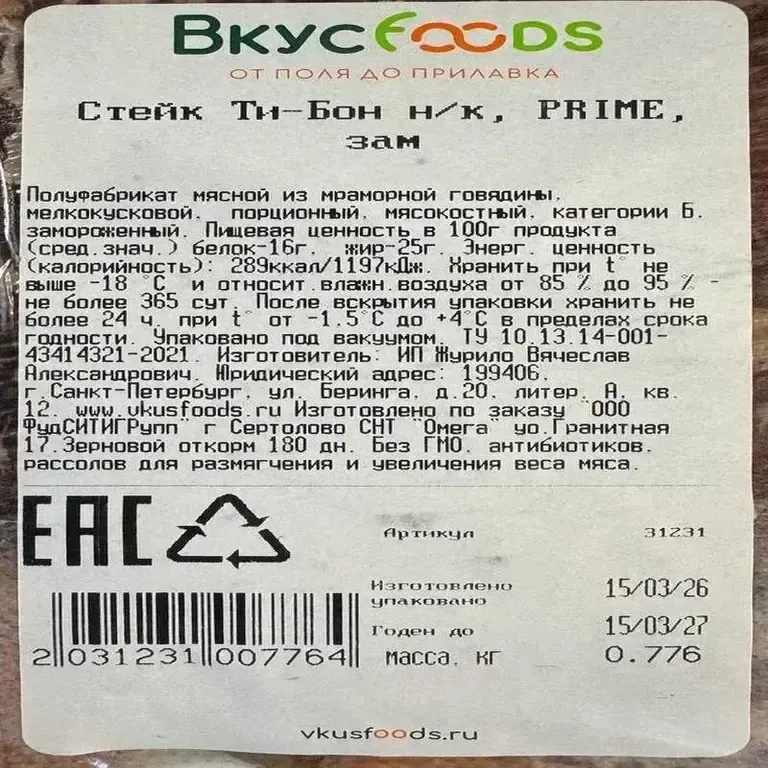 ВКУСFOODS
ОТ ПОЛЯ ДО ПРИЛАВКА
Стейк Ти-Бон н/к, PRIME,
зам
Полуфабрикат мясной из мраморной говядины,
мелкокусковой, порционный, мясокостный, категории Б,
замороженный. Пищевая ценность в 100г продукта
(сред.знач.) белок-16г, жир-25г. Энерг. ценность
(калорийность): 289ккал/1197кДж. Хранить при t° не
выше -18 °С и относит.влажн.воздуха от 85 % до 95 % -
не более 365 сут. После вскрытия упаковки хранить не
более 24 ч, при t° от -1,5°С до +4°С в пределах срока
годности. Упаковано под вакуумом. ТУ 10.13.14-001-
43414321-2021. Изготовитель: ИП Журило Вячеслав
Александрович. Юридический адрес: 199406,
г.Санкт-Петербург, ул. Беринга, д.20, литер. А, кв.
12. www.vkusfoods.ru Изготовлено по заказу "ООО
ФудСИТИГРупп" г Сертолово СНТ "Омега" уо.Гранитная
17.Зерновой откорм 180 дн. Без ГМО, антибиотиков,
рассолов для размягчения и увеличения веса мяса.
EAC
Артикул 31231
Изготовлено
упаковано 15/03/26
Годен до 15/03/27
масса, кг 0.776
2 031231 007764
vkusfoods.ru